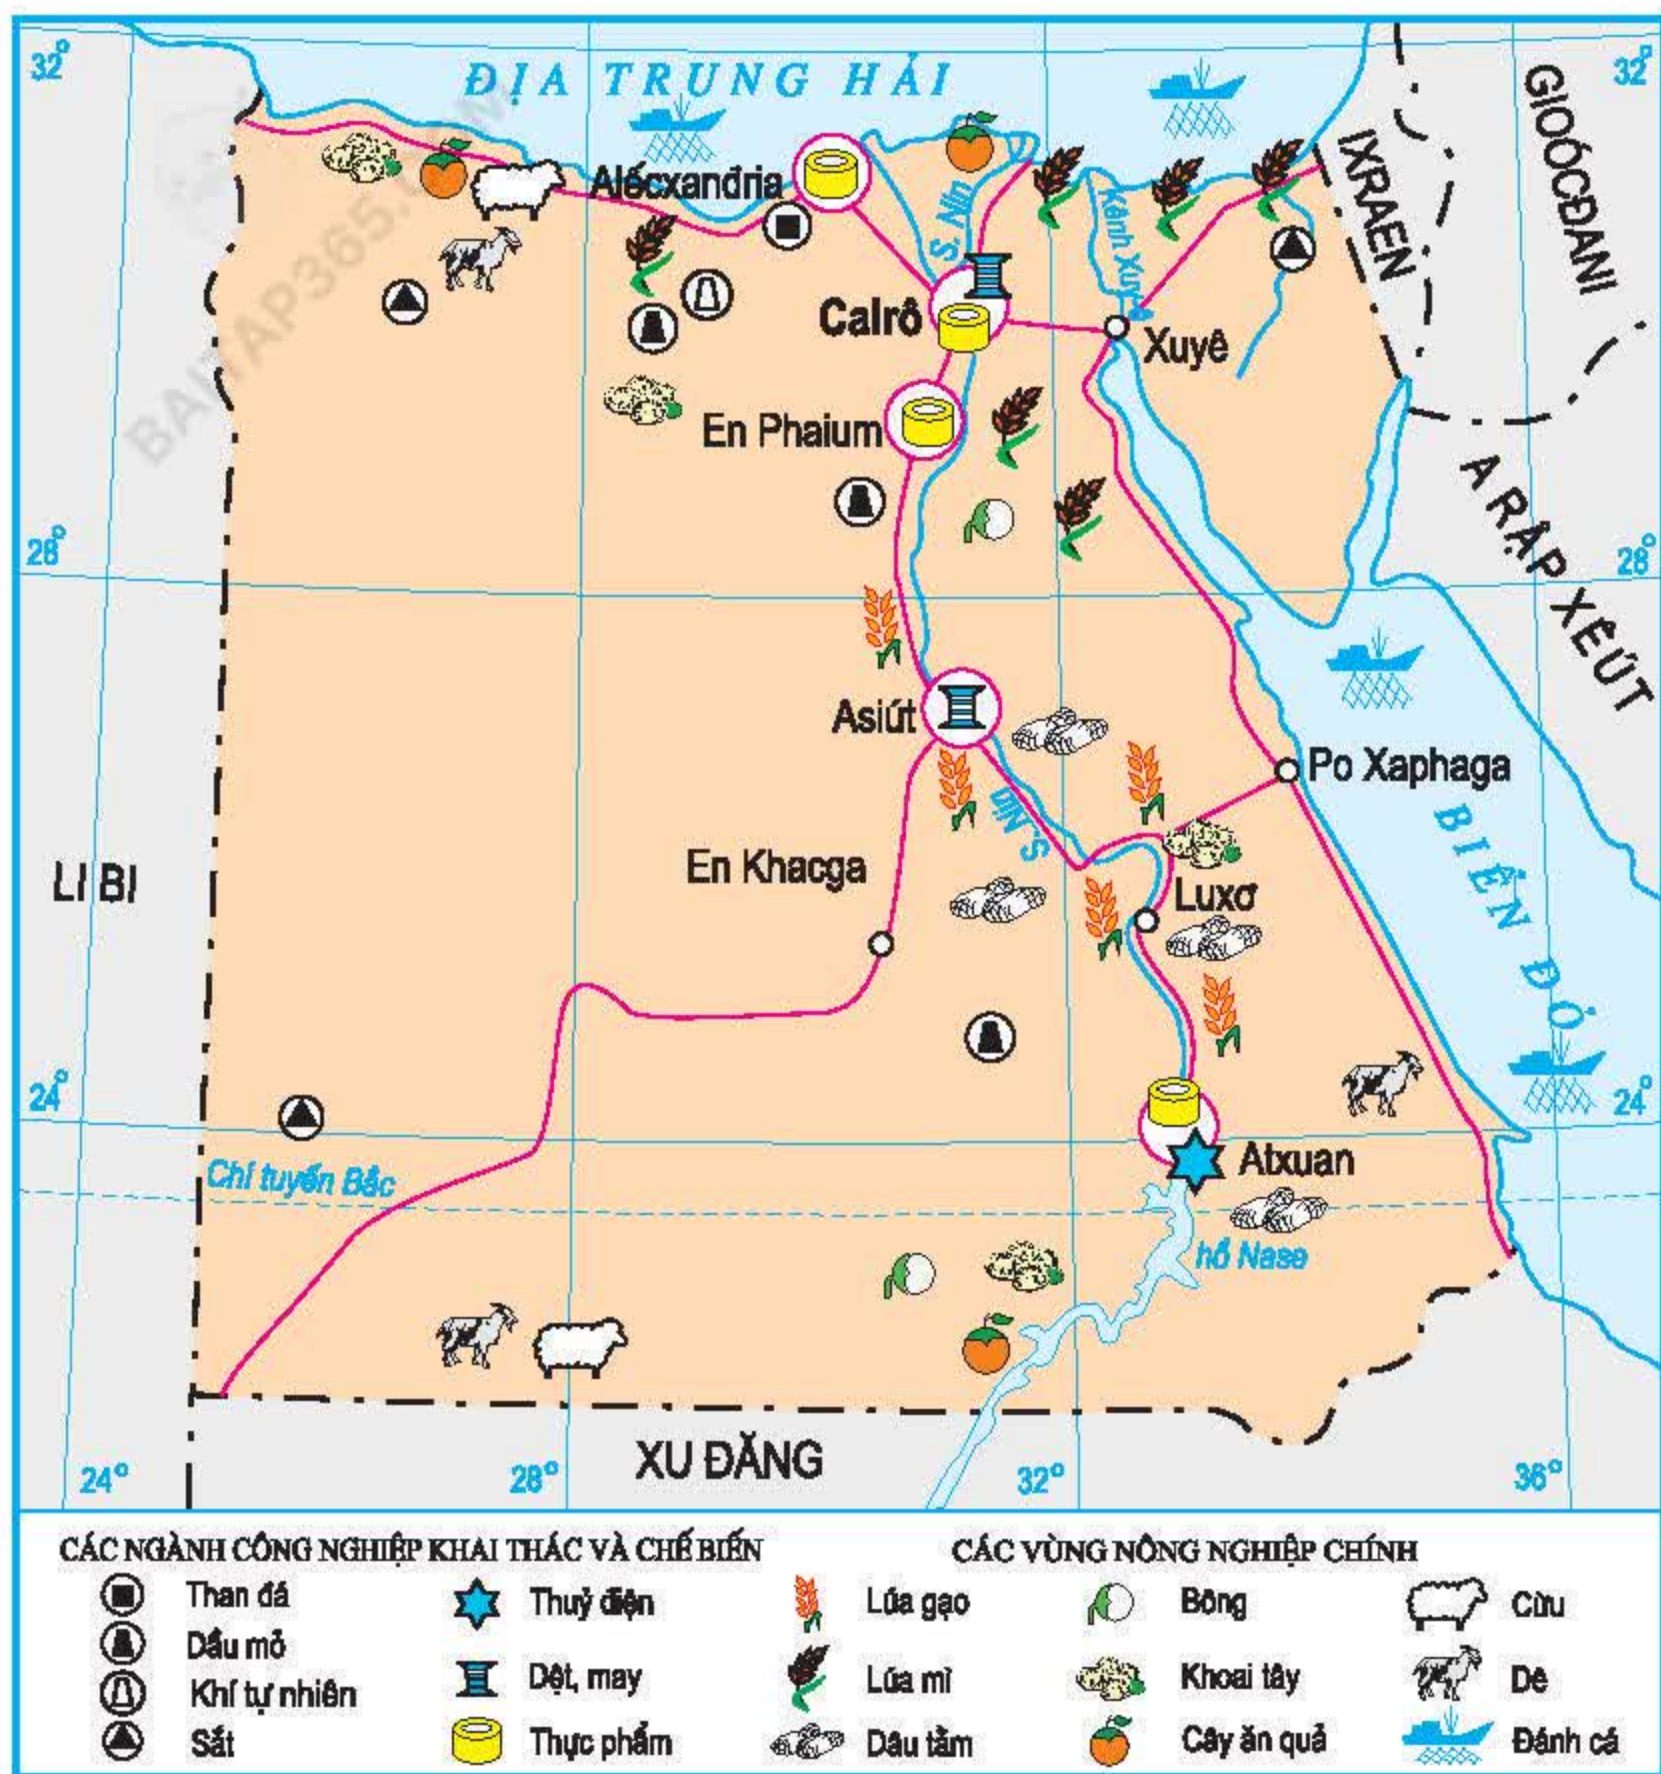 32°
ĐỊA TRUNG HẢI
32°
GIOÓCĐANI
IXRAEN
Alếcxanđria
S. Nin
Kênh Xuyê
Cairô
Xuyê
BAITAP365.COM
En Phaium
A RẬP XÊÚT
28°
28°
Asiút
Po Xaphaga
S. Nin
BIỂN ĐỎ
En Khacga
LI BI
Luxơ
24°
24°
Chí tuyến Bắc
Atxuan
hồ Nase
XU ĐĂNG
24°
28°
32°
36°
CÁC NGÀNH CÔNG NGHIỆP KHAI THÁC VÀ CHẾ BIẾN
CÁC VÙNG NÔNG NGHIỆP CHÍNH
Than đá
Thuỷ điện
Lúa gạo
Bông
Cừu
Dầu mỏ
Khí tự nhiên
Dệt, may
Lúa mì
Khoai tây
Dê
Sắt
Thực phẩm
Dâu tằm
Cây ăn quả
Đánh cá